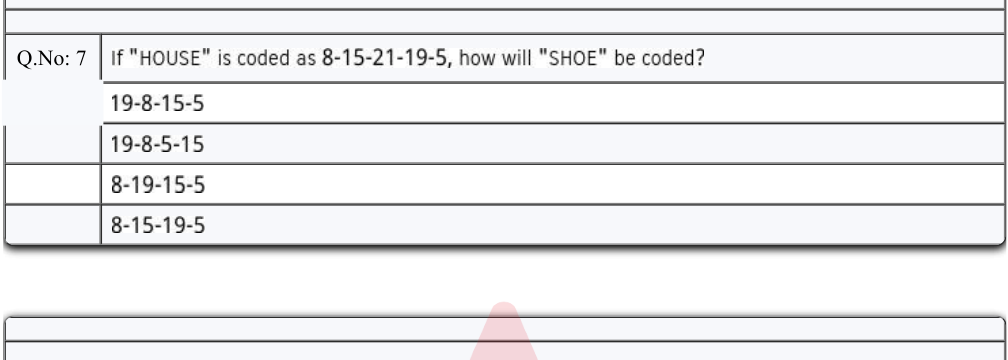 Q.No: 7 If "HOUSE" is coded as 8-15-21-19-5, how will "SHOE" be coded?
19-8-15-5
19-8-5-15
8-19-15-5
8-15-19-5